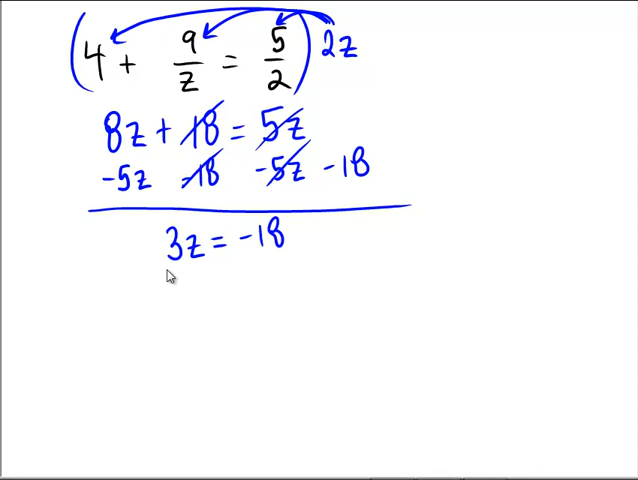 (4 + 9/z = 5/2) 2z
8z + 18 = 5z
-5z -18 -5z -18
3z = -18